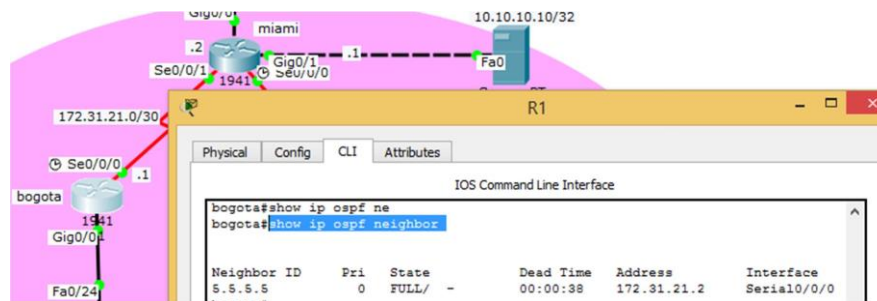 Gig0/0
10.10.10.10/32
miami
.2
.1
Gig0/1
Fa0
Se0/0/1
Se0/0/0
1941
172.31.21.0/30
R1
Physical Config CLI Attributes
Se0/0/0
.1
IOS Command Line Interface
bogota
bogota#show ip ospf ne
bogota#show ip ospf neighbor
1941
Gig0/0
Neighbor ID Pri State Dead Time Address Interface
5.5.5.5 0 FULL/ - 00:00:38 172.31.21.2 Serial0/0/0
Fa0/24